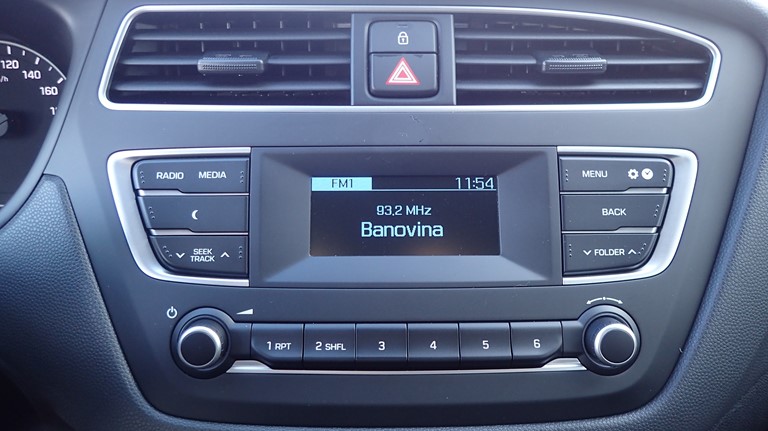 120
140
160
km/h
RADIO MEDIA
MENU
FM1 11:54
93,2 MHz
Banovina
BACK
SEEK
TRACK
FOLDER
1 RPT 2 SHFL 3 4 5 6